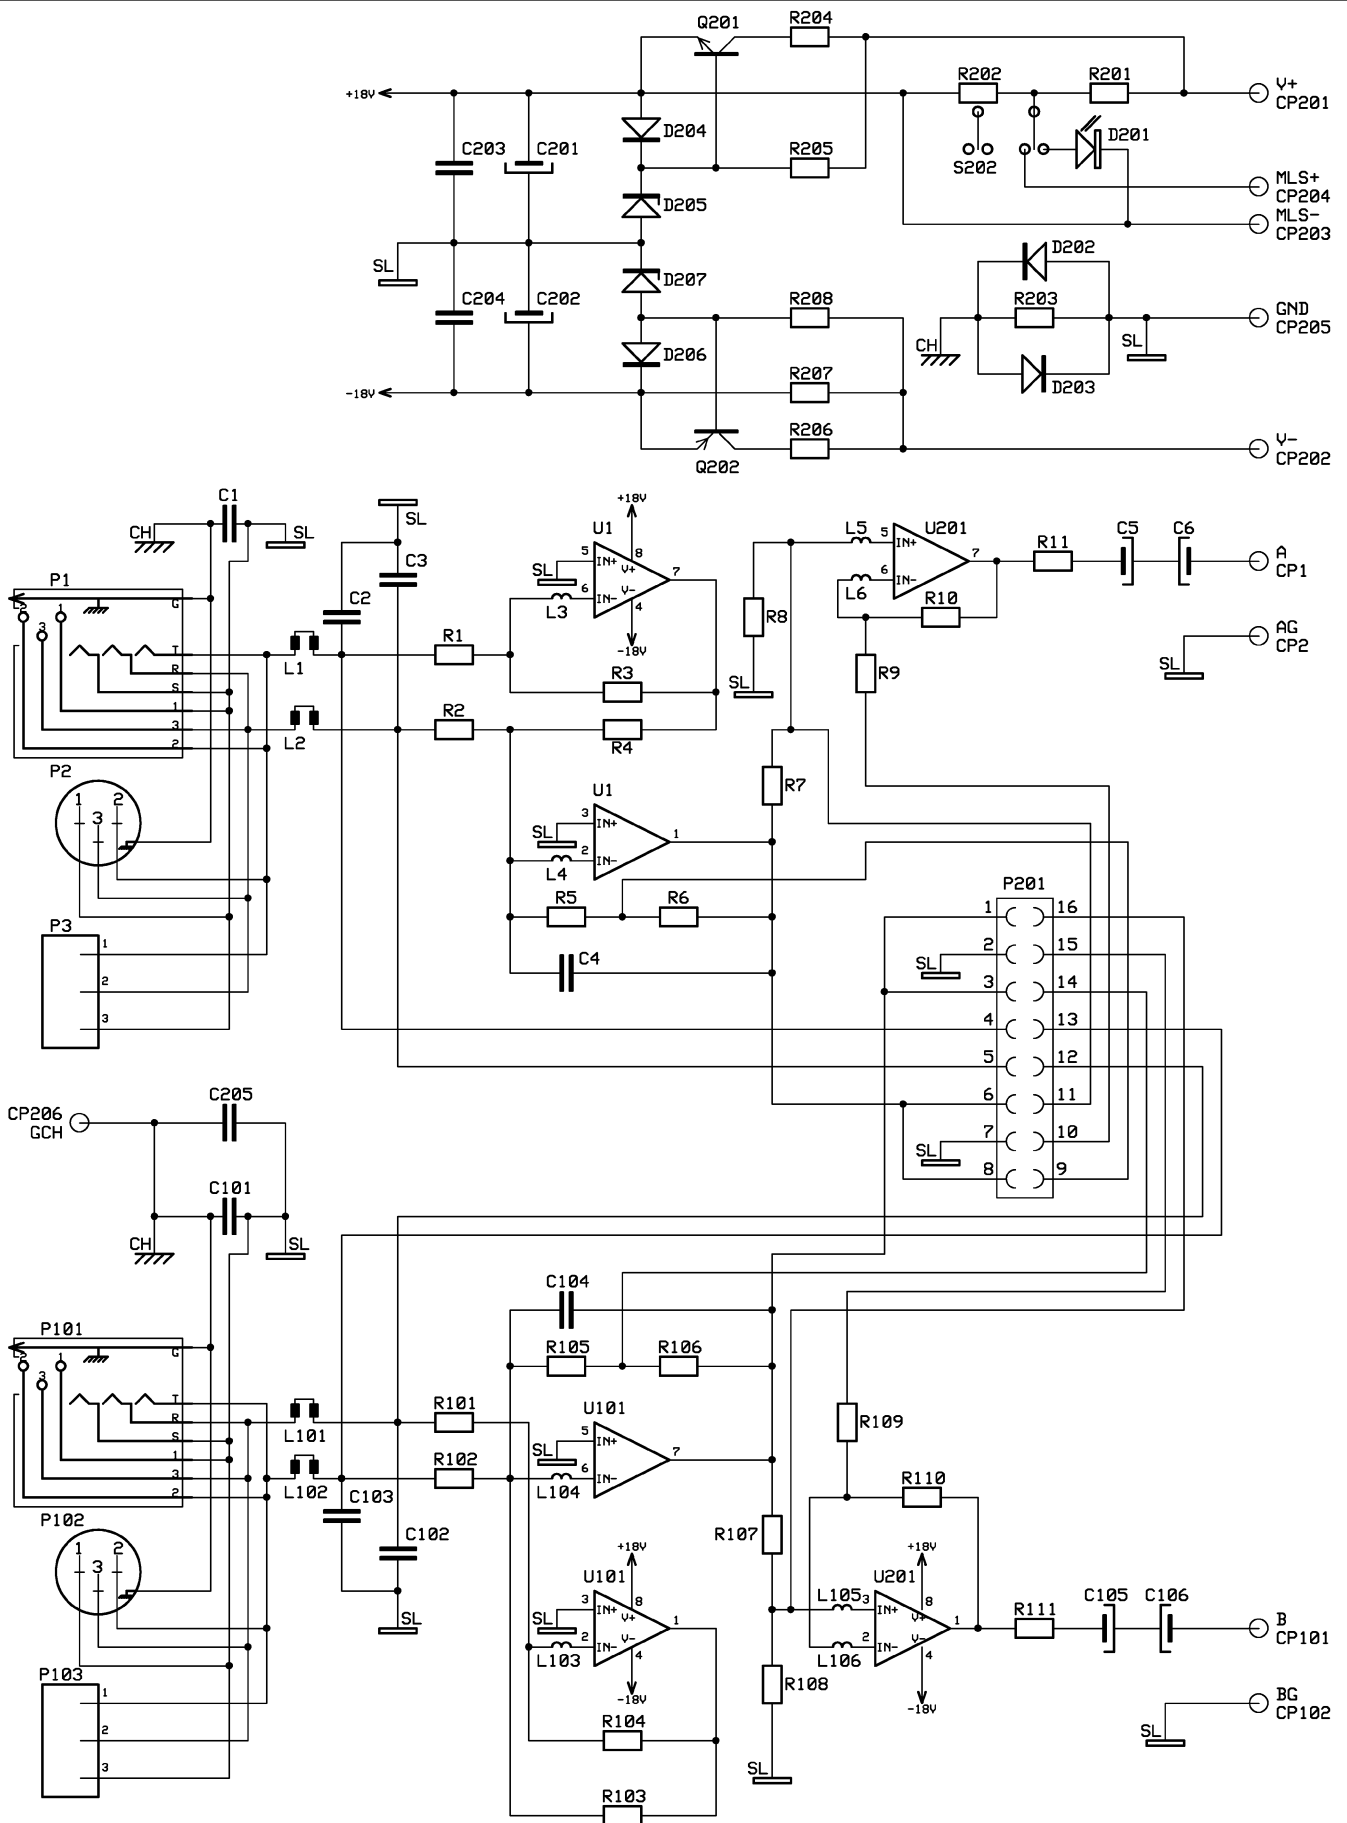 Q201
R204
+18V
R202
R201
V+
CP201
D204
C203
C201
R205
S202
D201
MLS+
CP204
MLS-
CP203
D205
SL
D207
D202
C204
C202
R208
R203
GND
CP205
CH
SL
D206
R207
D203
-18V
R206
Q202
V-
CP202
C1
CH
SL
SL
C3
C2
+18V
U1
5
IN+
8
V+
7
SL
6
IN-
V-
4
L3
-18V
L5
5
IN+
U201
7
6
IN-
L6
R10
R11
C5
C6
A
CP1
AG
CP2
SL
P1
G
2
1
3
T
R
S
1
3
2
L1
L2
R1
R2
R3
R4
R8
SL
R9
R7
P2
1
2
3
U1
3
IN+
1
SL
2
IN-
L4
R5
R6
C4
P3
1
2
3
P201
1
16
2
15
SL
3
14
4
13
5
12
6
11
7
10
SL
8
9
CP206
GCH
C205
C101
CH
SL
C104
R105
R106
P101
G
2
1
3
T
R
S
1
3
2
L101
L102
R101
R102
U101
5
IN+
7
SL
6
IN-
L104
R109
R110
C103
C102
SL
R107
P102
1
2
3
+18V
U101
3
IN+
8
V+
1
SL
2
IN-
V-
4
L103
-18V
+18V
U201
L105
3
IN+
8
V+
1
2
IN-
V-
4
L106
-18V
R111
C105
C106
B
CP101
BG
CP102
SL
R108
SL
P103
1
2
3
R104
R103